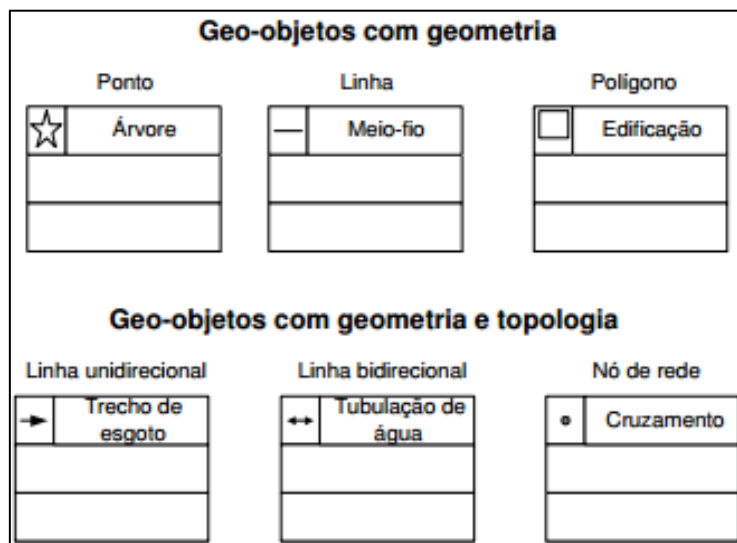 Geo-objetos com geometria
Ponto Linha Polígono
Árvore Meio-fio Edificação
Geo-objetos com geometria e topologia
Linha unidirecional Linha bidirecional Nó de rede
Trecho de esgoto Tubulação de água Cruzamento